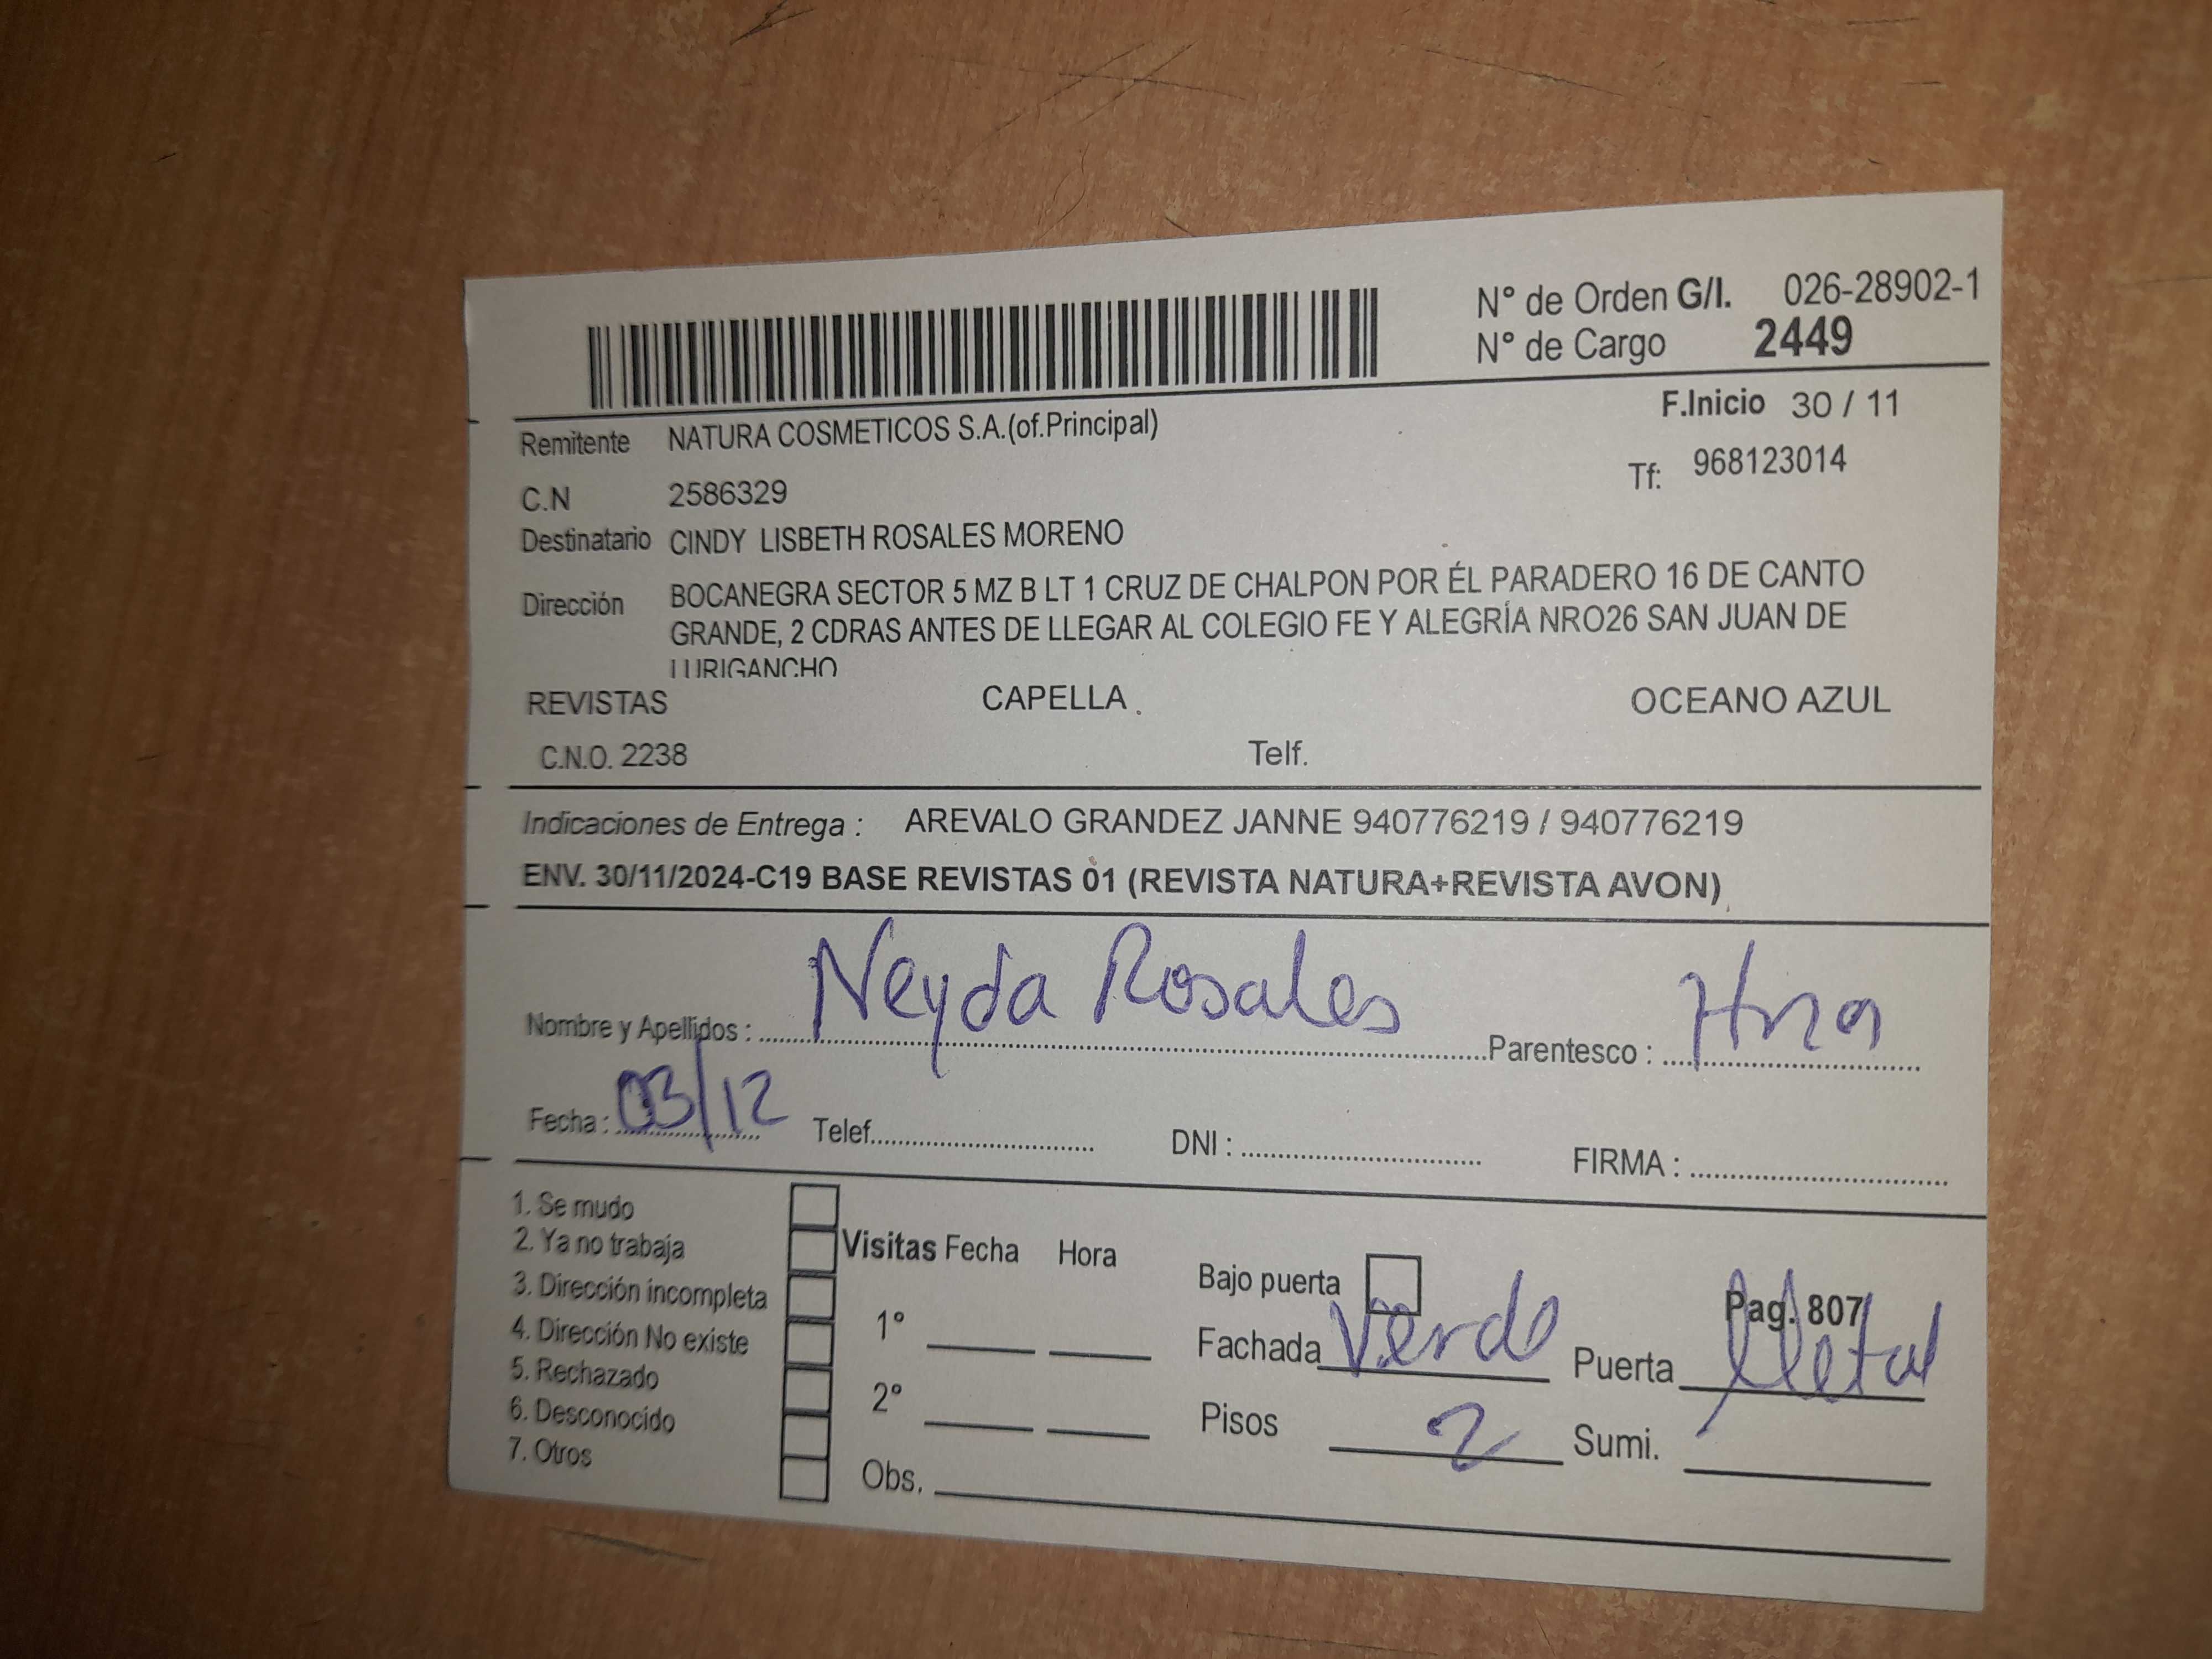 N° de Orden G/I. 026-28902-1
N° de Cargo 2449
F.Inicio 30 / 11
Remitente NATURA COSMETICOS S.A.(of.Principal)
Tf: 968123014
C.N 2586329
Destinatario CINDY LISBETH ROSALES MORENO
Dirección BOCANEGRA SECTOR 5 MZ B LT 1 CRUZ DE CHALPON POR ÉL PARADERO 16 DE CANTO
GRANDE, 2 CDRAS ANTES DE LLEGAR AL COLEGIO FE Y ALEGRÍA NRO26 SAN JUAN DE
LURIGANCHO
REVISTAS CAPELLA . OCEANO AZUL
C.N.O. 2238 Telf.
Indicaciones de Entrega : AREVALO GRANDEZ JANNE 940776219 / 940776219
ENV. 30/11/2024-C19 BASE REVISTAS 01 (REVISTA NATURA+REVISTA AVON)
Nombre y Apellidos : Neyda Rosales Parentesco : Hna
Fecha : 03/12 Telef. DNI : FIRMA :
1. Se mudo
2. Ya no trabaja
3. Dirección incompleta
4. Dirección No existe
5. Rechazado
6. Desconocido
7. Otros
Visitas Fecha Hora
1°
2°
Obs.
Bajo puerta Pag. 807
Fachada Verde Puerta Metal
Pisos 2 Sumi.